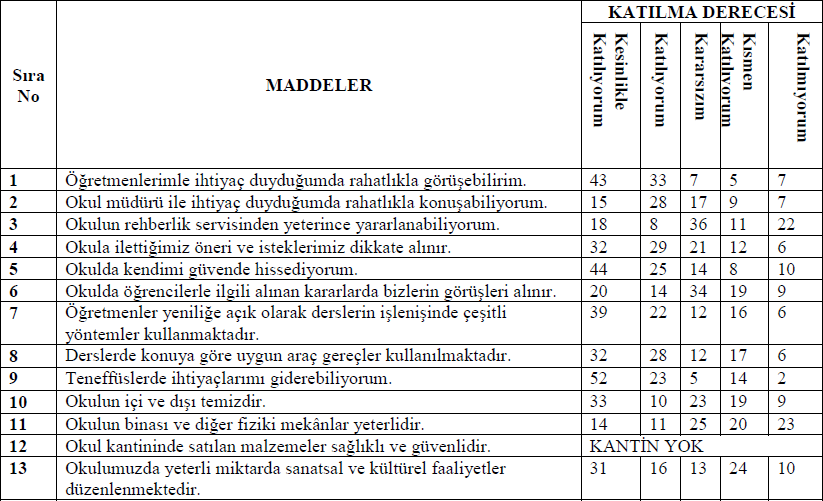 KATILMA DERECESİ
Sıra No
MADDELER
Kesinlikle Katılıyorum
Katılıyorum
Kararsızım
Kısmen Katılıyorum
Katılmıyorum
1 Öğretmenlerimle ihtiyaç duyduğumda rahatlıkla görüşebilirim. 43 33 7 5 7
2 Okul müdürü ile ihtiyaç duyduğumda rahatlıkla konuşabiliyorum. 15 28 17 9 7
3 Okulun rehberlik servisinden yeterince yararlanabiliyorum. 18 8 36 11 22
4 Okula ilettiğimiz öneri ve isteklerimiz dikkate alınır. 32 29 21 12 6
5 Okulda kendimi güvende hissediyorum. 44 25 14 8 10
6 Okulda öğrencilerle ilgili alınan kararlarda bizlerin görüşleri alınır. 20 14 34 19 9
7 Öğretmenler yeniliğe açık olarak derslerin işlenişinde çeşitli 39 22 12 16 6
yöntemler kullanmaktadır.
8 Derslerde konuya göre uygun araç gereçler kullanılmaktadır. 32 28 12 17 6
9 Teneffüslerde ihtiyaçlarımı giderebiliyorum. 52 23 5 14 2
10 Okulun içi ve dışı temizdir. 33 10 23 19 9
11 Okulun binası ve diğer fiziki mekânlar yeterlidir. 14 11 25 20 23
12 Okul kantininde satılan malzemeler sağlıklı ve güvenlidir. KANTİN YOK
13 Okulumuzda yeterli miktarda sanatsal ve kültürel faaliyetler 31 16 13 24 10
düzenlenmektedir.